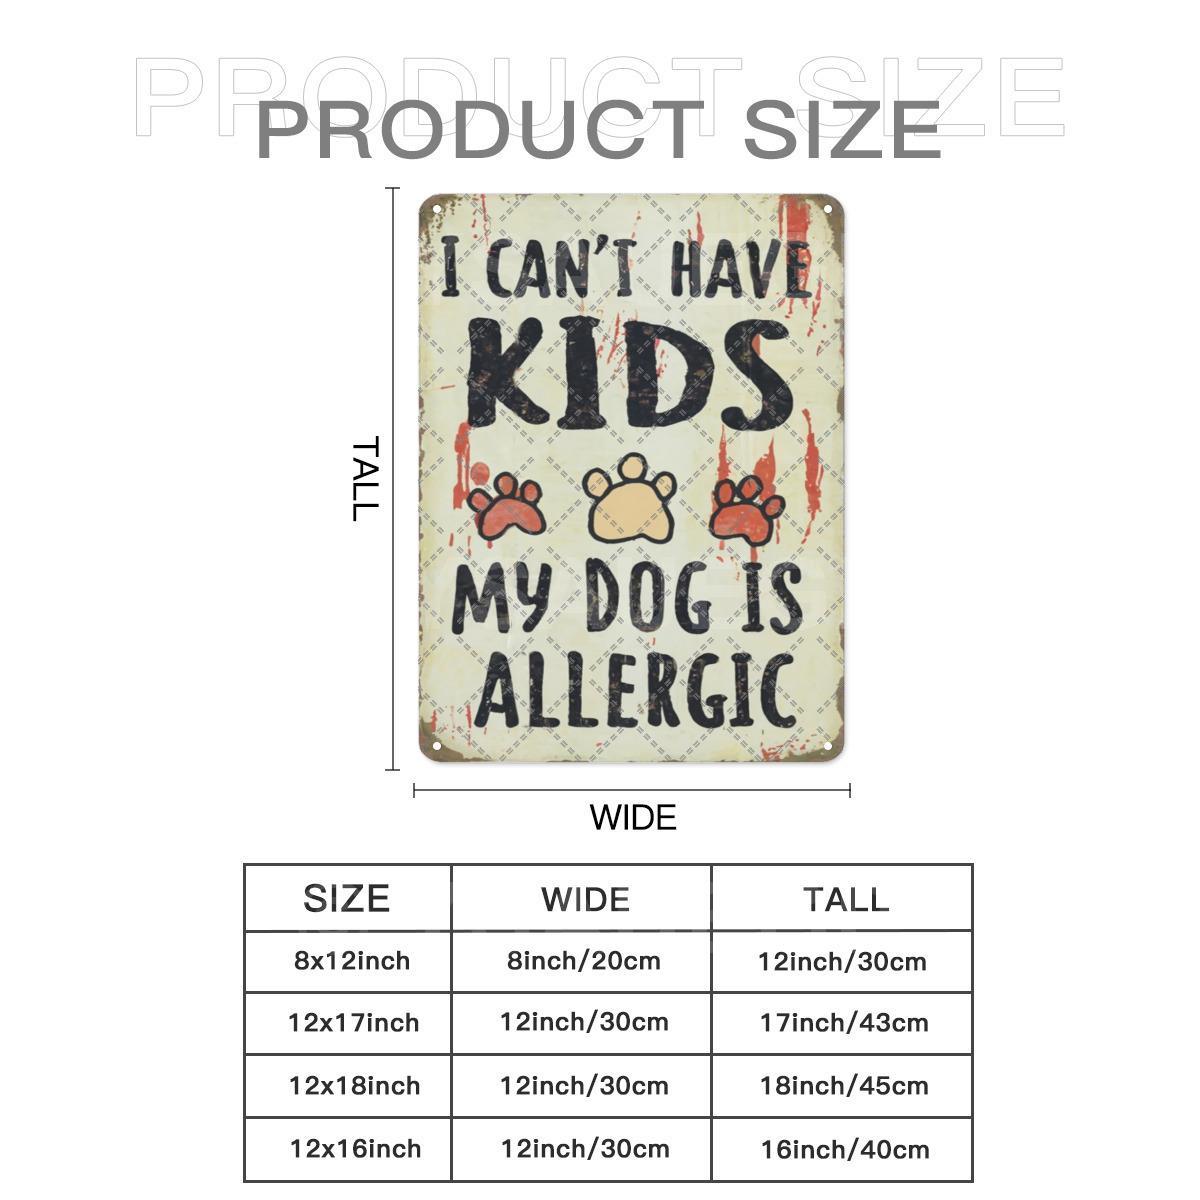 PRODUCT SIZE
PRODUCT SIZE
I CAN'T HAVE
KIDS
MY DOG IS
ALLERGIC
TALL
WIDE
SIZE WIDE TALL
8x12inch 8inch/20cm 12inch/30cm
12x17inch 12inch/30cm 17inch/43cm
12x18inch 12inch/30cm 18inch/45cm
12x16inch 12inch/30cm 16inch/40cm